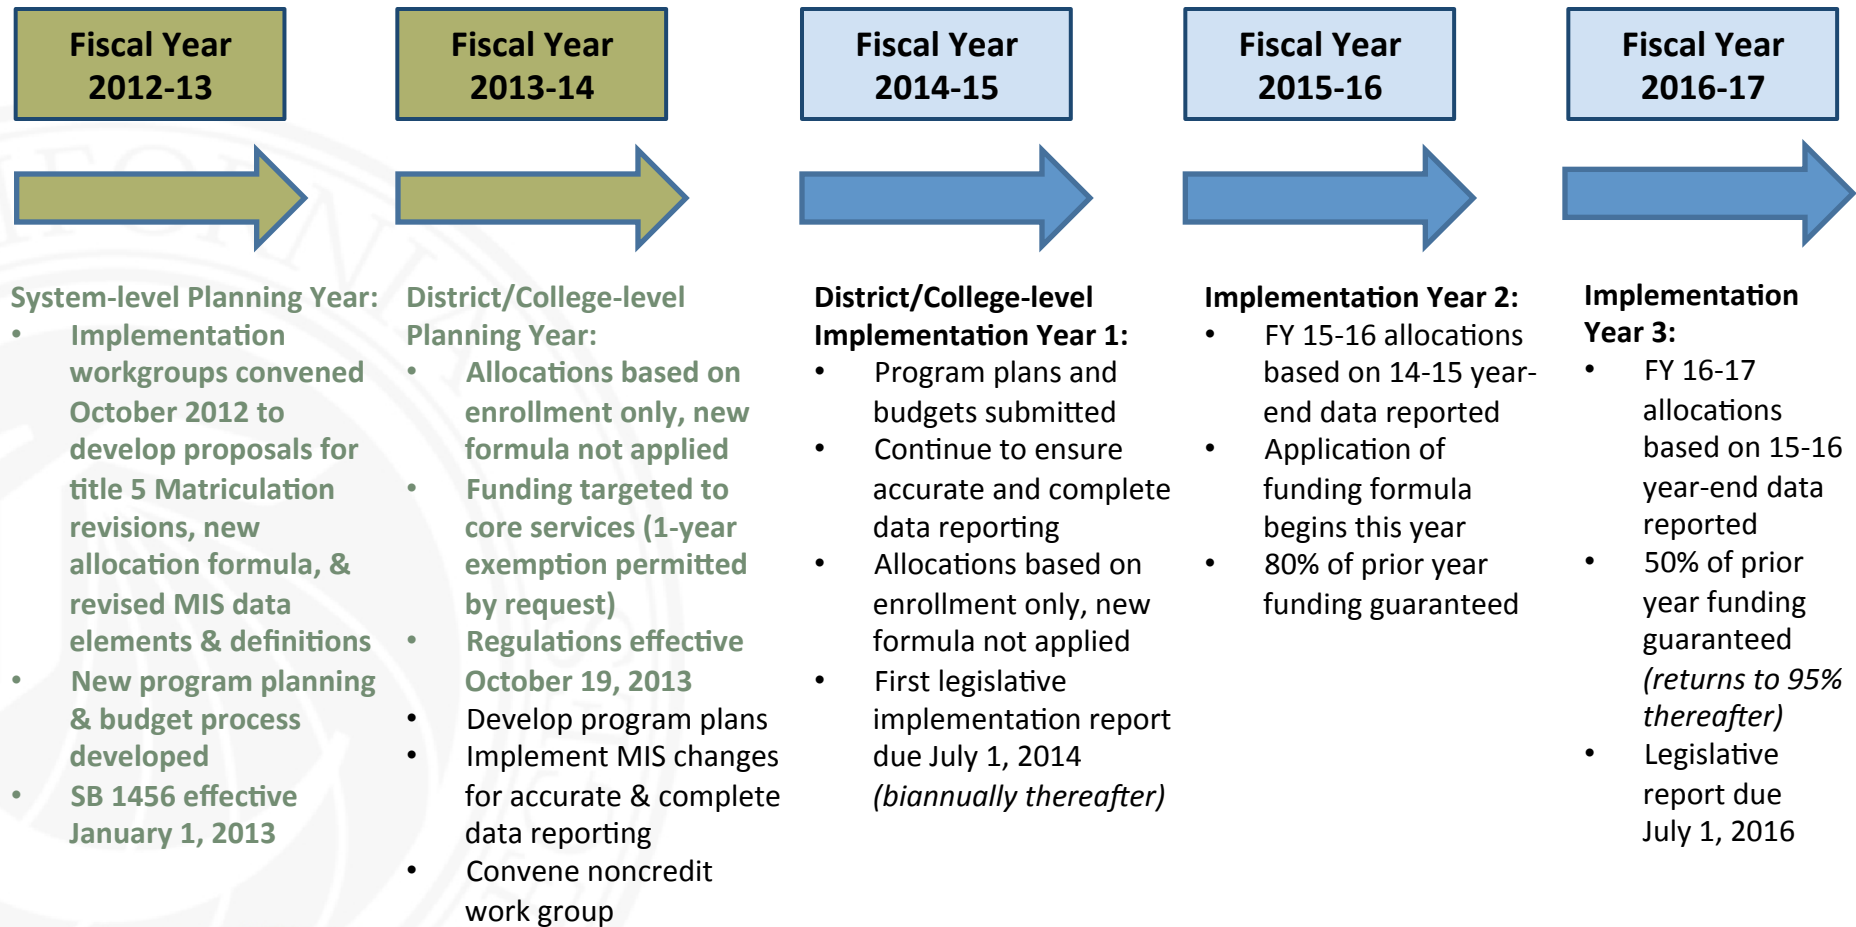 Fiscal Year
2012-13
Fiscal Year
2013-14
Fiscal Year
2014-15
Fiscal Year
2015-16
Fiscal Year
2016-17
System-level Planning Year:
• Implementation
workgroups convened
October 2012 to
develop proposals for
title 5 Matriculation
revisions, new
allocation formula, &
revised MIS data
elements & definitions
• New program planning
& budget process
developed
• SB 1456 effective
January 1, 2013
District/College-level
Planning Year:
• Allocations based on
enrollment only, new
formula not applied
• Funding targeted to
core services (1-year
exemption permitted
by request)
• Regulations effective
October 19, 2013
• Develop program plans
• Implement MIS changes
for accurate & complete
data reporting
• Convene noncredit
work group
District/College-level
Implementation Year 1:
• Program plans and
budgets submitted
• Continue to ensure
accurate and complete
data reporting
• Allocations based on
enrollment only, new
formula not applied
• First legislative
implementation report
due July 1, 2014
(biannually thereafter)
Implementation Year 2:
• FY 15-16 allocations
based on 14-15 year-
end data reported
• Application of
funding formula
begins this year
• 80% of prior year
funding guaranteed
Implementation
Year 3:
• FY 16-17
allocations
based on 15-16
year-end data
reported
• 50% of prior
year funding
guaranteed
(returns to 95%
thereafter)
• Legislative
report due
July 1, 2016